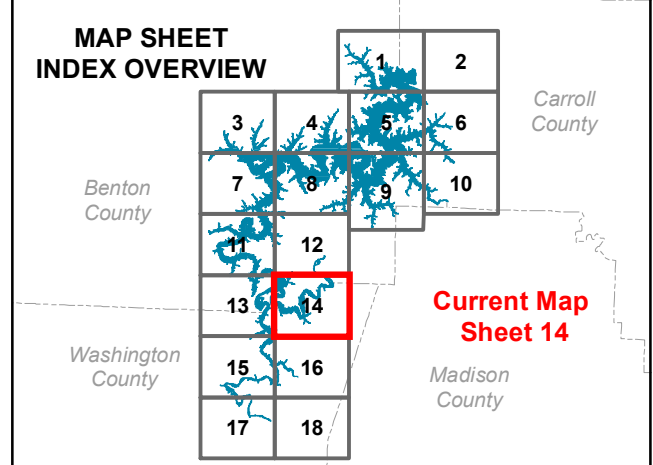 MAP SHEET
INDEX OVERVIEW
1
2
Carroll
County
3
4
5
6
Benton
County
7
8
9
10
11
12
13
14
Current Map
Sheet 14
Washington
County
15
16
Madison
County
17
18